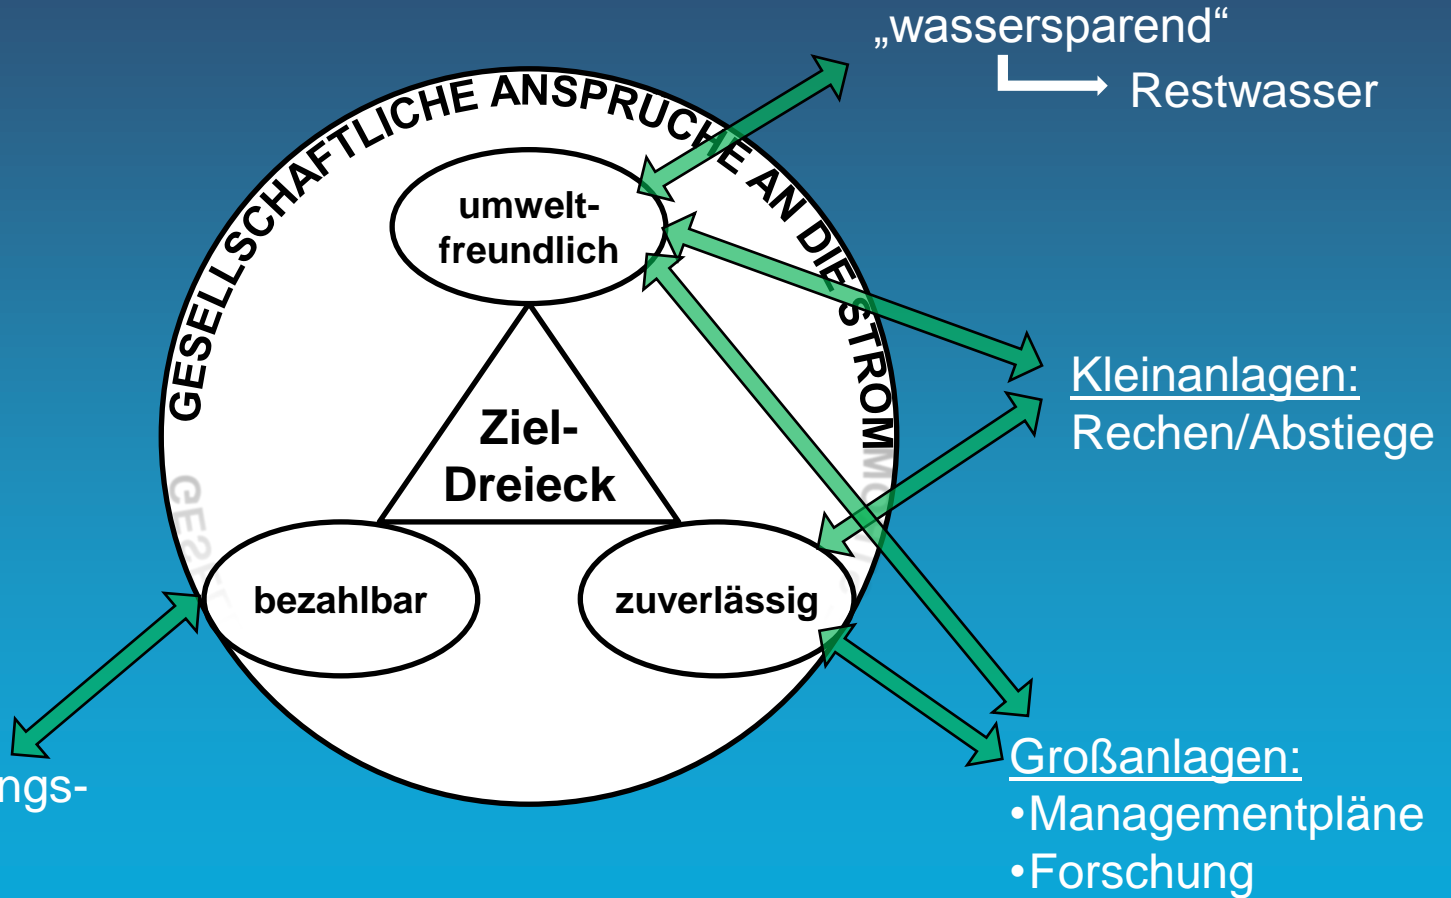 „wassersparend“
Restwasser
GESELLSCHAFTLICHE ANSPRÜCHE AN DIE STROM
umwelt-
freundlich
Kleinanlagen:
Rechen/Abstiege
Ziel-
Dreieck
bezahlbar
zuverlässig
ngs-
Großanlagen:
•Managementpläne
•Forschung